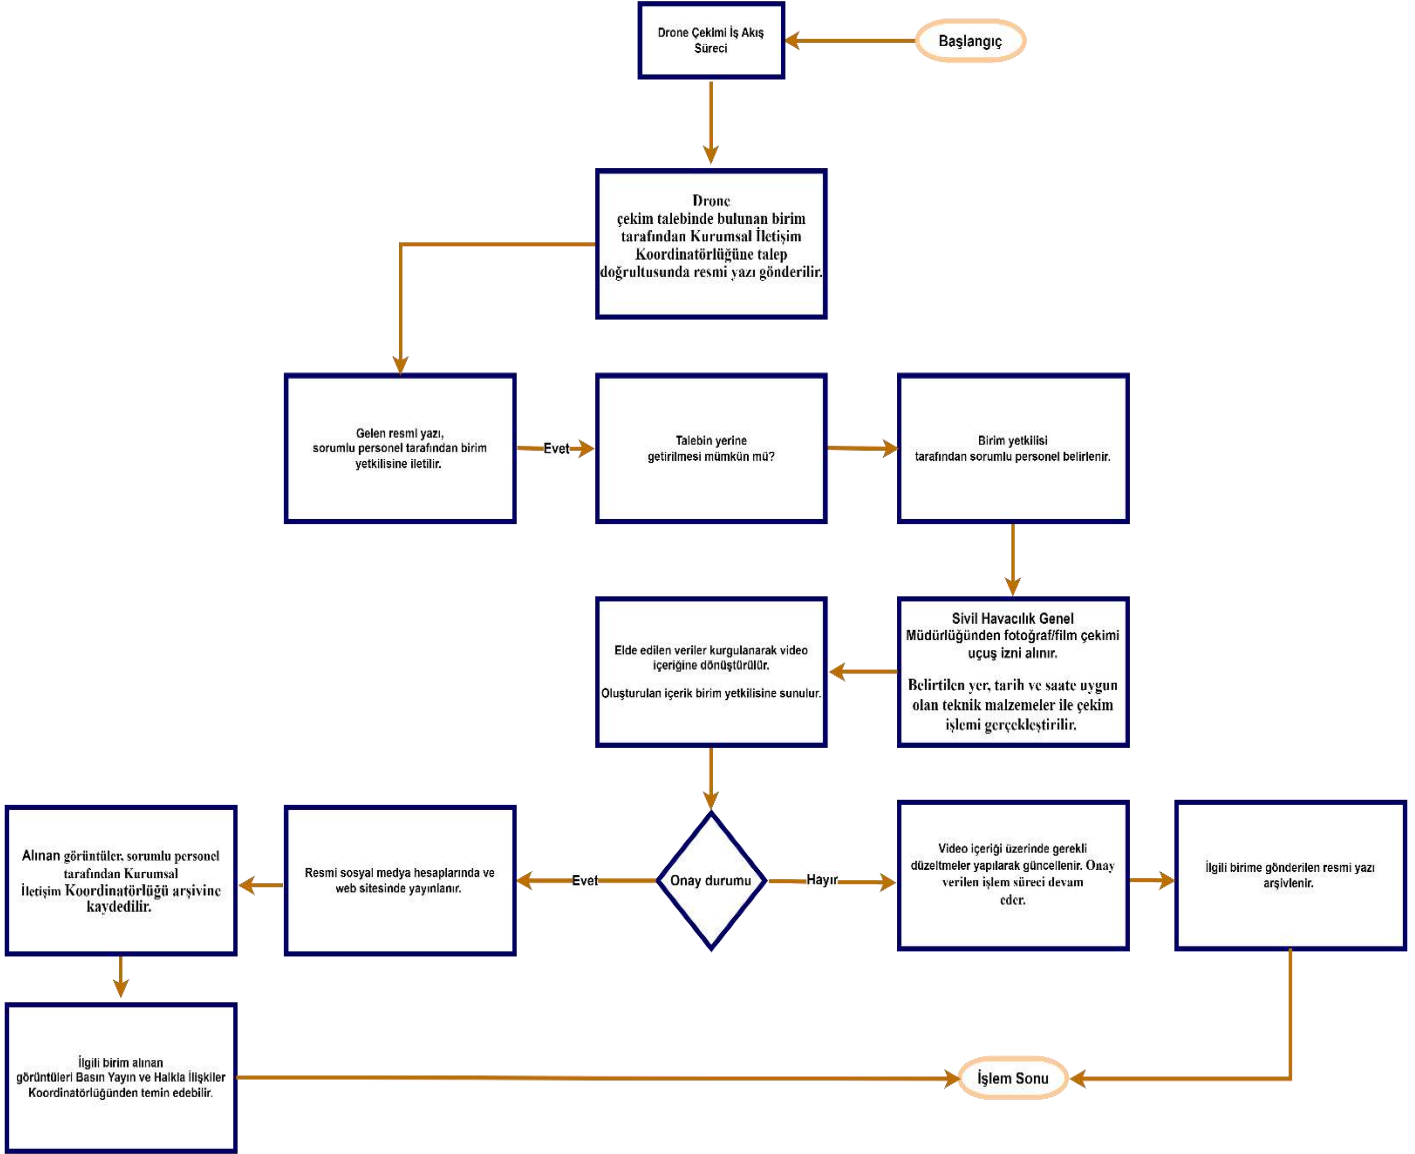 Drone Çekimi İş Akış
Süreci
Başlangıç
Drone
çekim talebinde bulunan birim
tarafından Kurumsal İletişim
Koordinatörlüğüne talep
doğrultusunda resmi yazı gönderilir.
Gelen resmi yazı,
sorumlu personel tarafından birim
yetkilisine iletilir.
Evet
Talebin yerine
getirilmesi mümkün mü?
Birim yetkilisi
tarafından sorumlu personel belirlenir.
Sivil Havacılık Genel
Müdürlüğünden fotoğraf/film çekimi
uçuş izni alınır.
Belirtilen yer, tarih ve saate uygun
olan teknik malzemeler ile çekim
işlemi gerçekleştirilir.
Elde edilen veriler kurgulanarak video
içeriğine dönüştürülür.
Oluşturulan içerik birim yetkilisine sunulur.
Onay durumu
Evet
Hayır
Resmi sosyal medya hesaplarında ve
web sitesinde yayınlanır.
Alınan görüntüler, sorumlu personel
tarafından Kurumsal
İletişim Koordinatörlüğü arşivine
kaydedilir.
Video içeriği üzerinde gerekli
düzeltmeler yapılarak güncellenir. Onay
verilen işlem süreci devam
eder.
İlgili birime gönderilen resmi yazı
arşivlenir.
İlgili birim alınan
görüntüleri Basın Yayın ve Halkla İlişkiler
Koordinatörlüğünden temin edebilir.
İşlem Sonu